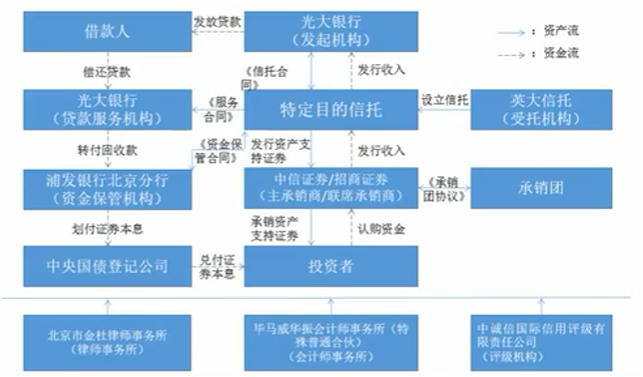 借款人
发放贷款
光大银行
（发起机构）
：资产流
：资金流
偿还贷款
《信托合
同》
发行收入
光大银行
（贷款服务机构）
《服务
合同》
特定目的信托
设立信托
英大信托
（受托机构）
转付回收款
《资金保
管合同》
发行资产支
持证券
发行收入
浦发银行北京分行
（资金保管机构）
中信证券/招商证券
（主承销商/联席承销商）
《承销
团协议》
承销团
划付证券本息
承销资产
支持证券
认购资金
中央国债登记公司
兑付证
券本息
投资者
北京市金杜律师事务所
（律师事务所）
毕马威华振会计师事务所（特
殊普通合伙）
（会计师事务所）
中诚信国际信用评级有
限责任公司
（评级机构）